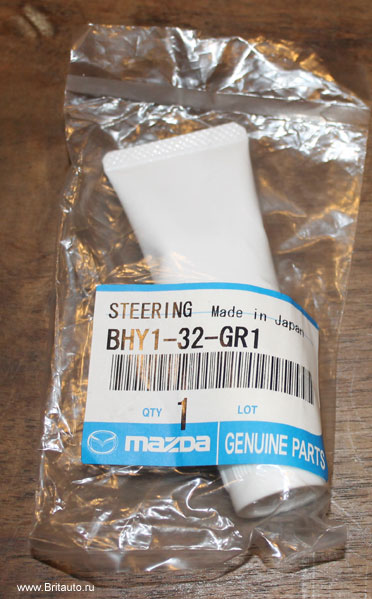 STEERING Made in Japan
BHY1-32-GR1
QTY 1 LOT
mazda GENUINE PARTS
www.Britauto.ru